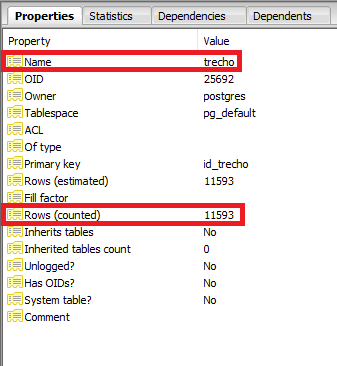 Properties Statistics Dependencies Dependents
Property Value
Name trecho
OID 25692
Owner postgres
Tablespace pg_default
ACL
Of type
Primary key id_trecho
Rows (estimated) 11593
Fill factor
Rows (counted) 11593
Inherits tables No
Inherited tables count 0
Unlogged? No
Has OIDs? No
System table? No
Comment